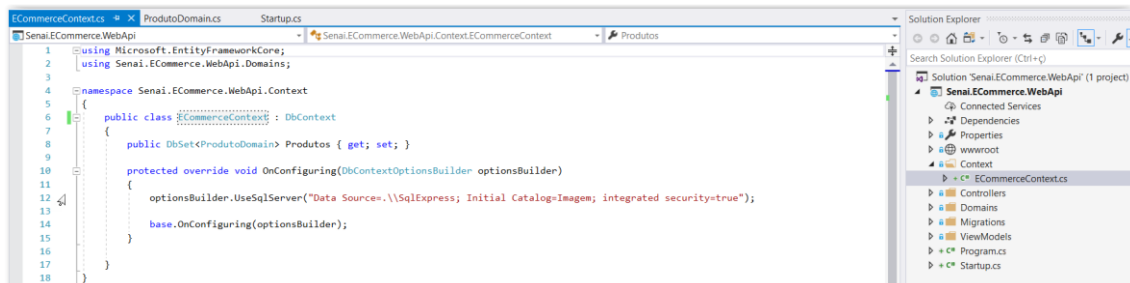 ECommerceContext.cs ProdutoDomain.cs Startup.cs
Senai.ECommerce.WebApi Senai.ECommerce.WebApi.Context.ECommerceContext Produtos
1 using Microsoft.EntityFrameworkCore;
2 using Senai.ECommerce.WebApi.Domains;
3
4 namespace Senai.ECommerce.WebApi.Context
5 {
6 public class ECommerceContext : DbContext
7 {
8 public DbSet<ProdutoDomain> Produtos { get; set; }
9
10 protected override void OnConfiguring(DbContextOptionsBuilder optionsBuilder)
11 {
12 optionsBuilder.UseSqlServer("Data Source=.\\SqlExpress; Initial Catalog=Imagem; integrated security=true");
13
14 base.OnConfiguring(optionsBuilder);
15 }
16
17 }
18 }
Solution Explorer
Search Solution Explorer (Ctrl+ç)
Solution 'Senai.ECommerce.WebApi' (1 project)
Senai.ECommerce.WebApi
Connected Services
Dependencies
Properties
wwwroot
Context
C# ECommerceContext.cs
Controllers
Domains
Migrations
ViewModels
C# Program.cs
C# Startup.cs